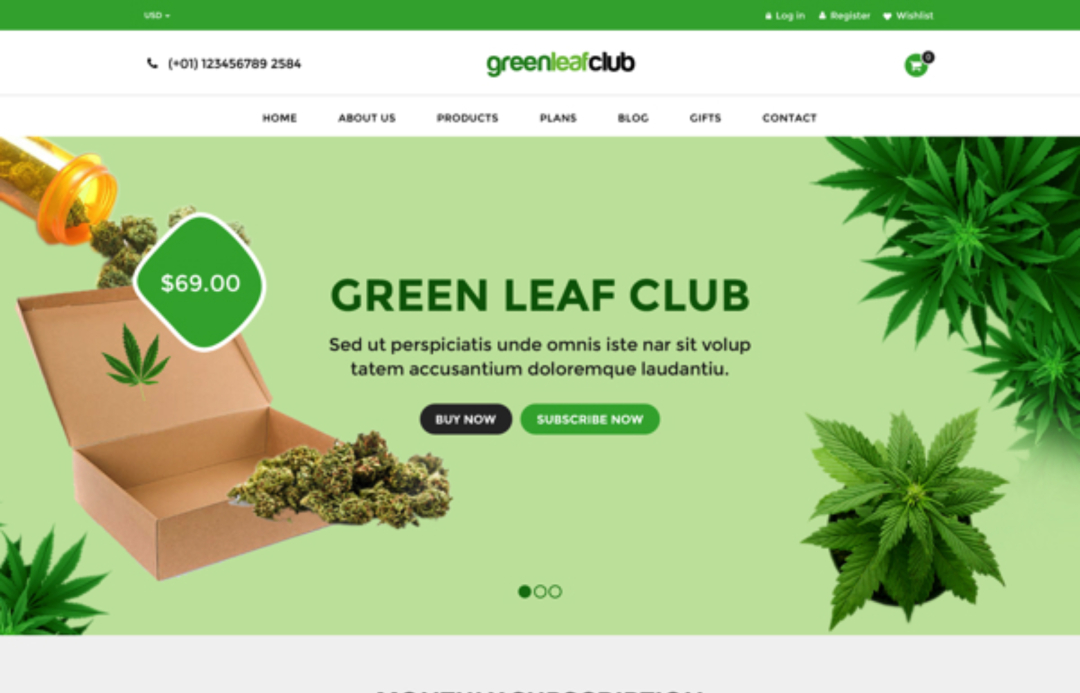 USD
Log in Register Wishlist
(+01) 123456789 2584
greenleafclub
0
HOME ABOUT US PRODUCTS PLANS BLOG GIFTS CONTACT
$69.00
GREEN LEAF CLUB
Sed ut perspiciatis unde omnis iste nar sit volup
tatem accusantium doloremque laudantiu.
BUY NOW SUBSCRIBE NOW